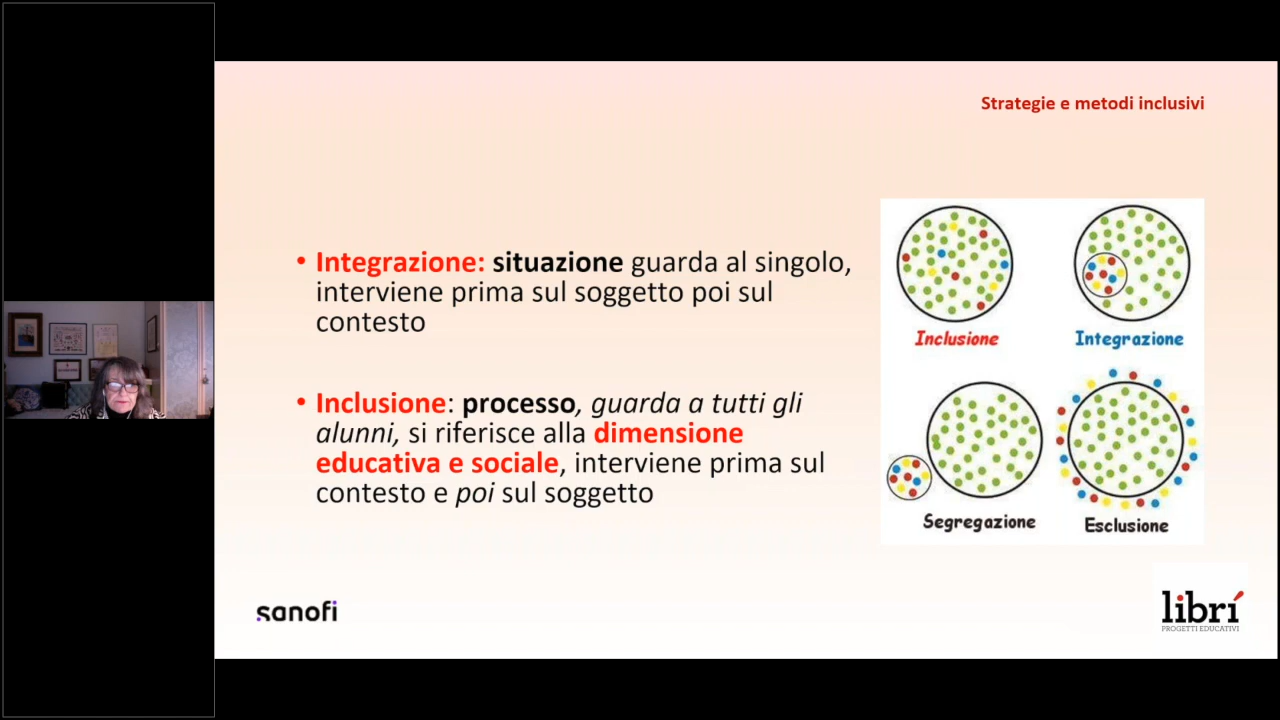 Strategie e metodi inclusivi
• Integrazione: situazione guarda al singolo,
interviene prima sul soggetto poi sul
contesto
• Inclusione: processo, guarda a tutti gli
alunni, si riferisce alla dimensione
educativa e sociale, interviene prima sul
contesto e poi sul soggetto
Inclusione
Integrazione
Segregazione
Esclusione
sanofi
librí
PROGETTI EDUCATIVI